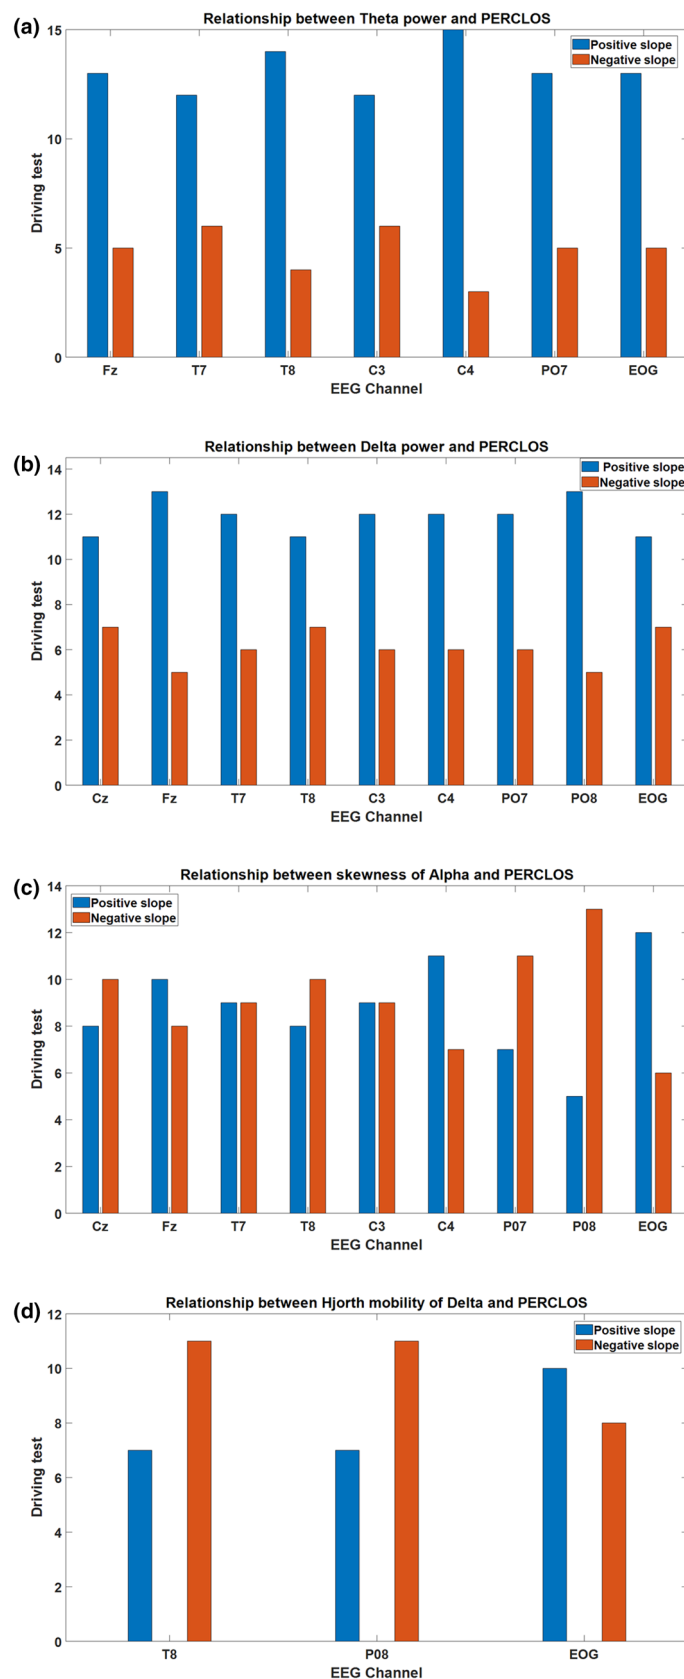 (a)
Relationship between Theta power and PERCLOS
Positive slope
Negative slope
15
10
5
0
Driving test
Fz T7 T8 C3 C4 PO7 EOG
EEG Channel
(b)
Relationship between Delta power and PERCLOS
Positive slope
Negative slope
14
12
10
8
6
4
2
0
Driving test
Cz Fz T7 T8 C3 C4 PO7 PO8 EOG
EEG Channel
(c)
Relationship between skewness of Alpha and PERCLOS
Positive slope
Negative slope
14
12
10
8
6
4
2
0
Driving test
Cz Fz T7 T8 C3 C4 P07 P08 EOG
EEG Channel
(d)
Relationship between Hjorth mobility of Delta and PERCLOS
Positive slope
Negative slope
12
10
8
6
4
2
0
Driving test
T8 P08 EOG
EEG Channel